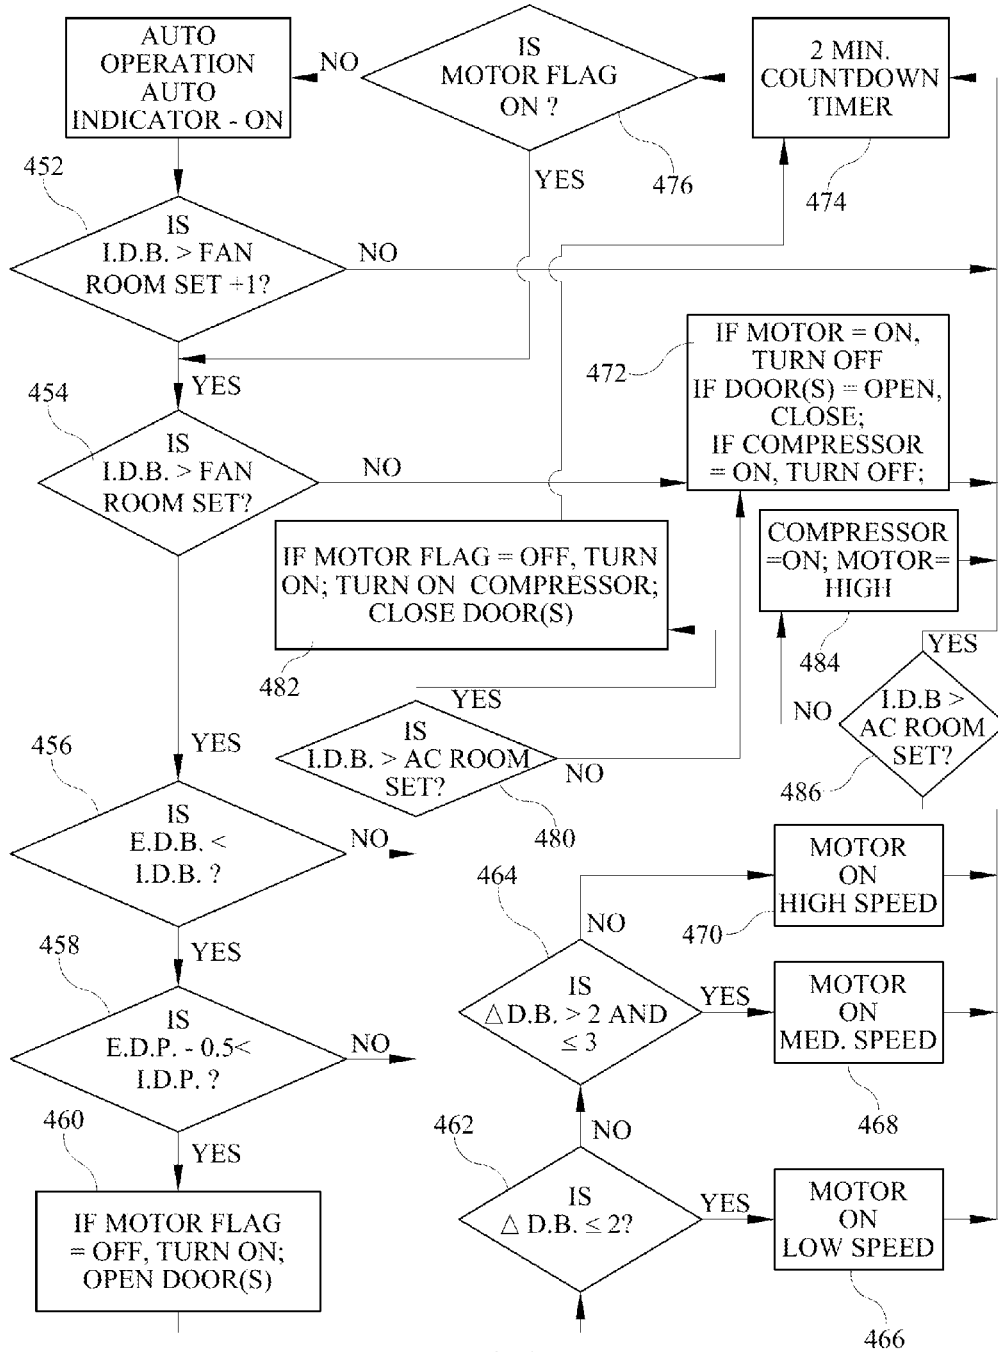 AUTO
OPERATION
AUTO
INDICATOR - ON
NO
IS
MOTOR FLAG
ON ?
2 MIN.
COUNTDOWN
TIMER
452
YES
476
474
IS
I.D.B. > FAN
ROOM SET +1?
NO
YES
454
472
IF MOTOR = ON,
TURN OFF
IF DOOR(S) = OPEN,
CLOSE;
IF COMPRESSOR
= ON, TURN OFF;
IS
I.D.B. > FAN
ROOM SET?
NO
IF MOTOR FLAG = OFF, TURN
ON; TURN ON COMPRESSOR;
CLOSE DOOR(S)
COMPRESSOR
=ON; MOTOR=
HIGH
482
484
YES
YES
NO
I.D.B >
AC ROOM
SET?
486
YES
456
IS
I.D.B. > AC ROOM
SET?
NO
480
IS
E.D.B. <
I.D.B. ?
NO
464
NO
MOTOR
ON
HIGH SPEED
470
YES
458
IS
△ D.B. > 2 AND
≤ 3
YES
MOTOR
ON
MED. SPEED
468
IS
E.D.P. - 0.5<
I.D.P. ?
NO
YES
460
462
NO
IF MOTOR FLAG
= OFF, TURN ON;
OPEN DOOR(S)
IS
△ D.B. ≤ 2?
YES
MOTOR
ON
LOW SPEED
466